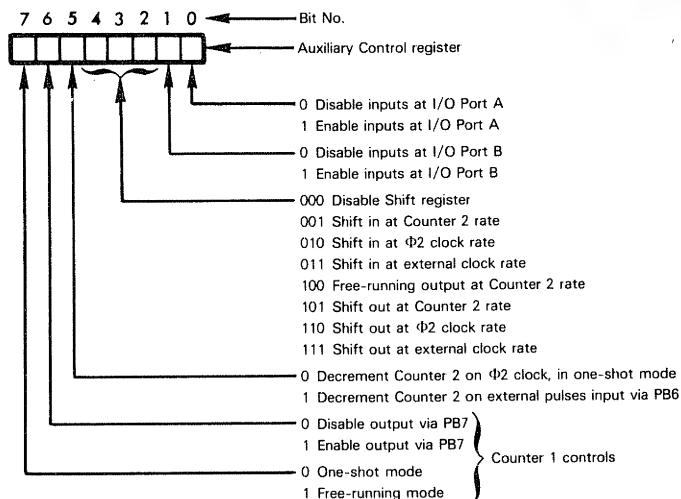 7 6 5 4 3 2 1 0 Bit No.
Auxiliary Control register
0 Disable inputs at I/O Port A
1 Enable inputs at I/O Port A
0 Disable inputs at I/O Port B
1 Enable inputs at I/O Port B
000 Disable Shift register
001 Shift in at Counter 2 rate
010 Shift in at Φ2 clock rate
011 Shift in at external clock rate
100 Free-running output at Counter 2 rate
101 Shift out at Counter 2 rate
110 Shift out at Φ2 clock rate
111 Shift out at external clock rate
0 Decrement Counter 2 on Φ2 clock, in one-shot mode
1 Decrement Counter 2 on external pulses input via PB6
0 Disable output via PB7
1 Enable output via PB7
Counter 1 controls
0 One-shot mode
1 Free-running mode